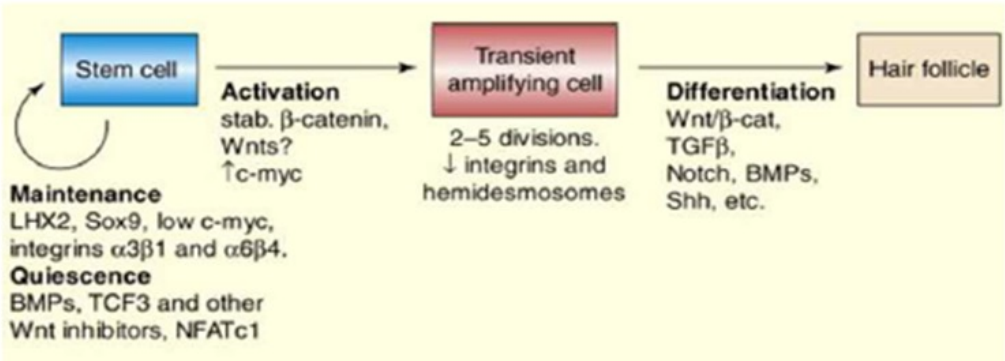 Stem cell
Activation
stab. β-catenin,
Wnts?
↑c-myc
Transient
amplifying cell
2–5 divisions.
↓ integrins and
hemidesmosomes
Differentiation
Wnt/β-cat,
TGFβ,
Notch, BMPs,
Shh, etc.
Hair follicle
Maintenance
LHX2, Sox9, low c-myc,
integrins α3β1 and α6β4.
Quiescence
BMPs, TCF3 and other
Wnt inhibitors, NFATc1